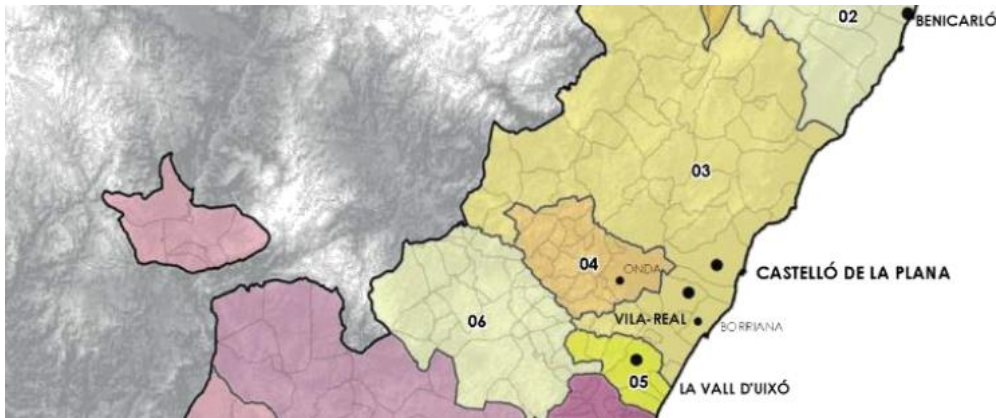 02
BENICARLÓ
03
04
ONDA
CASTELLÓ DE LA PLANA
06
VILA-REAL
BORRIANA
05
LA VALL D'UIXÓ